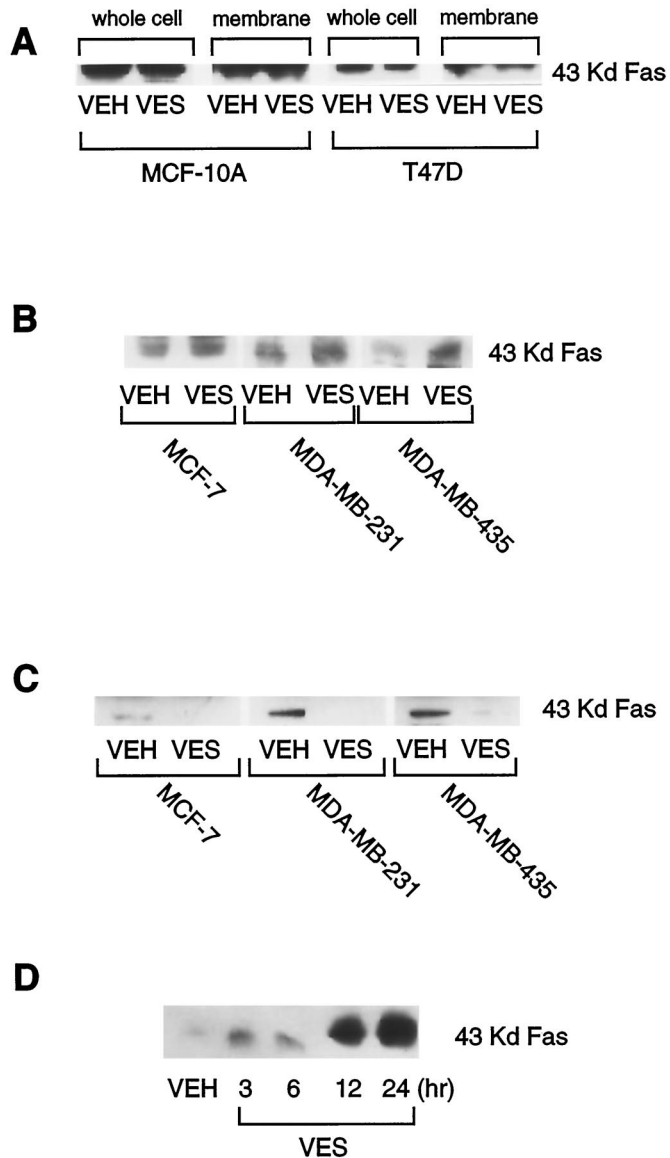 A
whole cell membrane whole cell membrane
43 Kd Fas
VEH VES VEH VES VEH VES VEH VES
MCF-10A T47D
B
43 Kd Fas
VEH VES VEH VES VEH VES
MCF-7 MDA-MB-231 MDA-MB-435
C
43 Kd Fas
VEH VES VEH VES VEH VES
MCF-7 MDA-MB-231 MDA-MB-435
D
43 Kd Fas
VEH 3 6 12 24 (hr)
VES